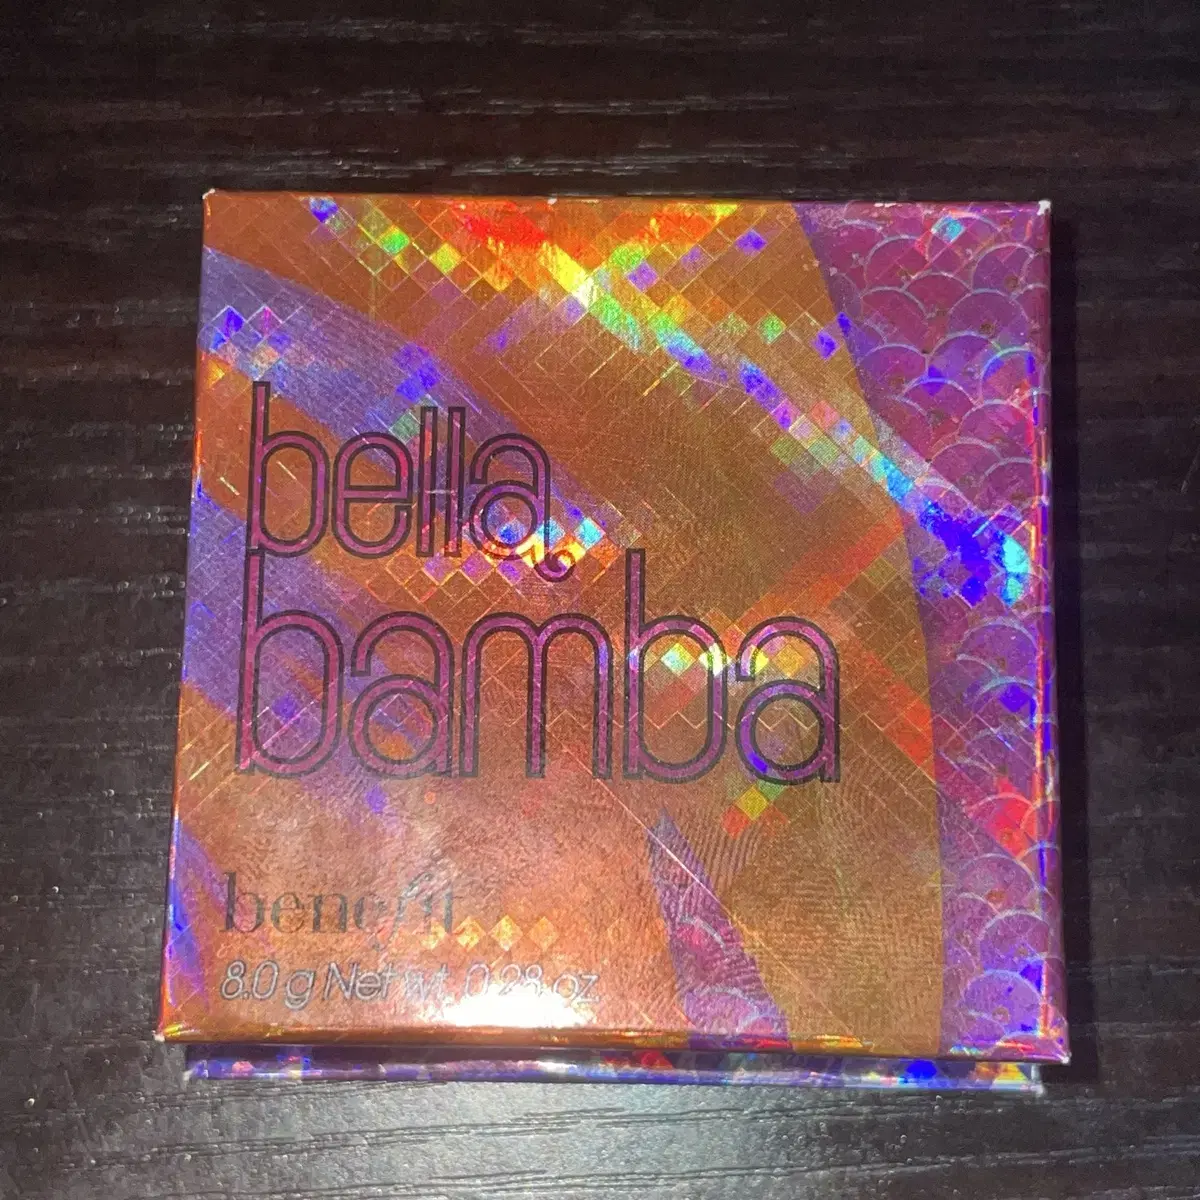 bella,
bamba
benefit
8.0 g Net wt. 0.28 oz.